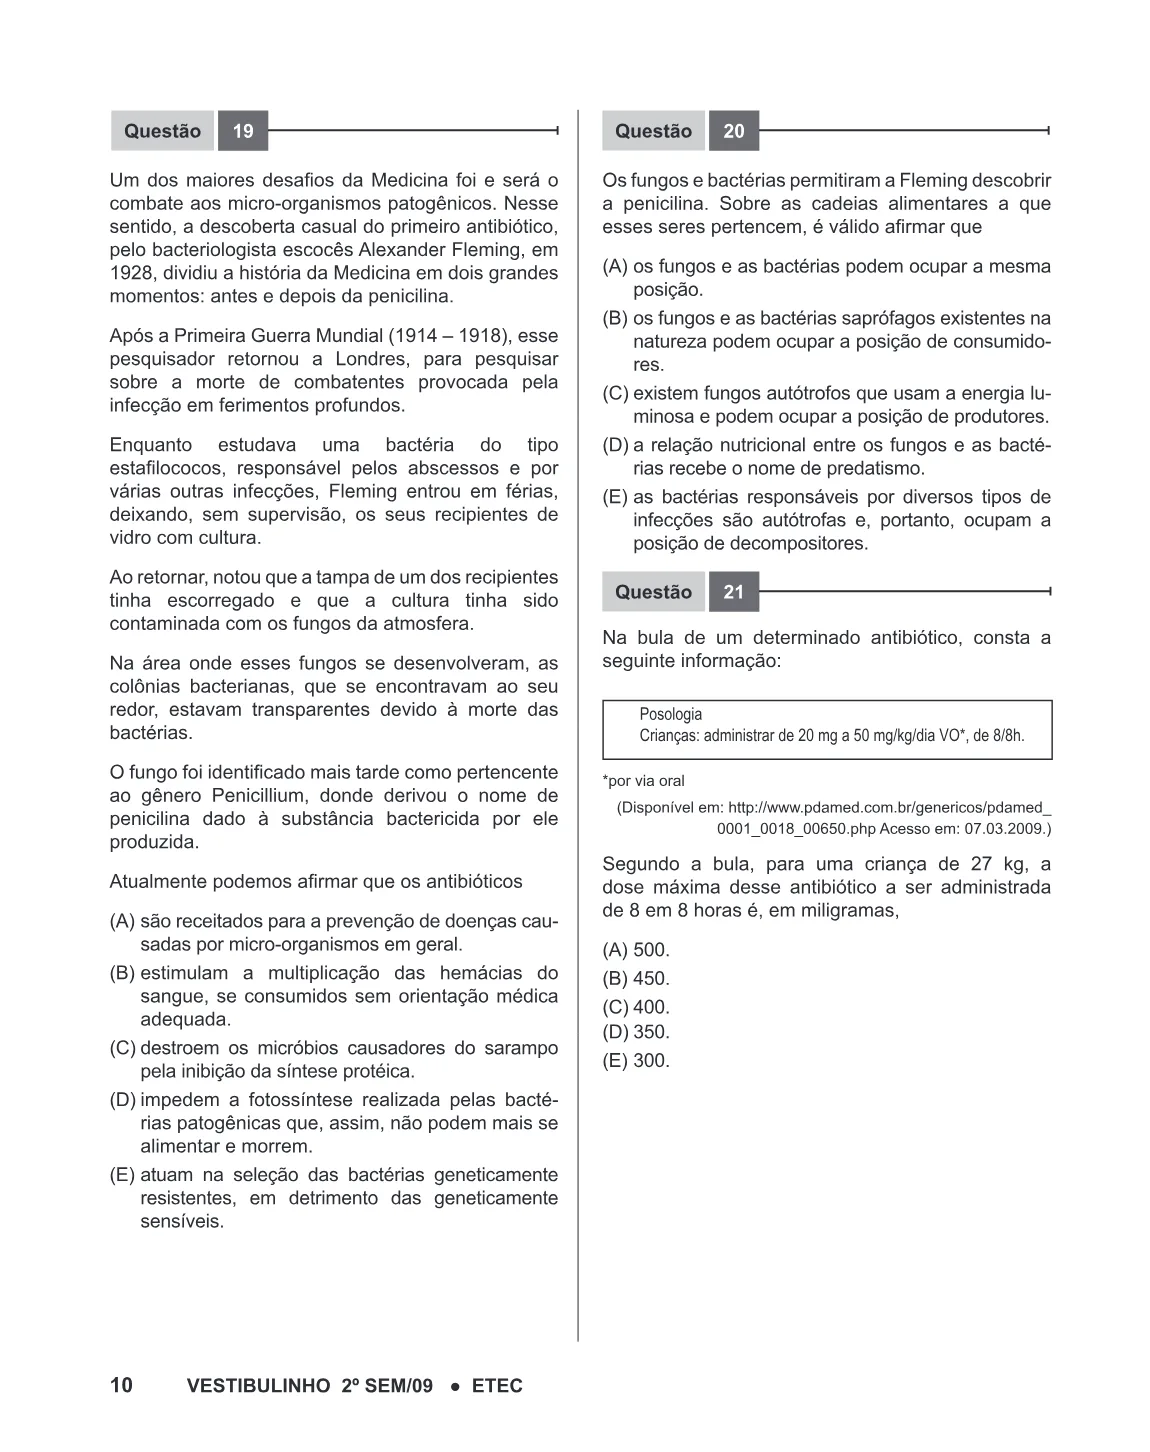 Questão 19
Um dos maiores desafios da Medicina foi e será o
combate aos micro-organismos patogênicos. Nesse
sentido, a descoberta casual do primeiro antibiótico,
pelo bacteriologista escocês Alexander Fleming, em
1928, dividiu a história da Medicina em dois grandes
momentos: antes e depois da penicilina.
Após a Primeira Guerra Mundial (1914 – 1918), esse
pesquisador retornou a Londres, para pesquisar
sobre a morte de combatentes provocada pela
infecção em ferimentos profundos.
Enquanto estudava uma bactéria do tipo
estafilococos, responsável pelos abscessos e por
várias outras infecções, Fleming entrou em férias,
deixando, sem supervisão, os seus recipientes de
vidro com cultura.
Ao retornar, notou que a tampa de um dos recipientes
tinha escorregado e que a cultura tinha sido
contaminada com os fungos da atmosfera.
Na área onde esses fungos se desenvolveram, as
colônias bacterianas, que se encontravam ao seu
redor, estavam transparentes devido à morte das
bactérias.
O fungo foi identificado mais tarde como pertencente
ao gênero Penicillium, donde derivou o nome de
penicilina dado à substância bactericida por ele
produzida.
Atualmente podemos afirmar que os antibióticos
(A) são receitados para a prevenção de doenças cau-
sadas por micro-organismos em geral.
(B) estimulam a multiplicação das hemácias do
sangue, se consumidos sem orientação médica
adequada.
(C) destroem os micróbios causadores do sarampo
pela inibição da síntese protéica.
(D) impedem a fotossíntese realizada pelas bacté-
rias patogênicas que, assim, não podem mais se
alimentar e morrem.
(E) atuam na seleção das bactérias geneticamente
resistentes, em detrimento das geneticamente
sensíveis.
Questão 20
Os fungos e bactérias permitiram a Fleming descobrir
a penicilina. Sobre as cadeias alimentares a que
esses seres pertencem, é válido afirmar que
(A) os fungos e as bactérias podem ocupar a mesma
posição.
(B) os fungos e as bactérias saprófagos existentes na
natureza podem ocupar a posição de consumido-
res.
(C) existem fungos autótrofos que usam a energia lu-
minosa e podem ocupar a posição de produtores.
(D) a relação nutricional entre os fungos e as bacté-
rias recebe o nome de predatismo.
(E) as bactérias responsáveis por diversos tipos de
infecções são autótrofas e, portanto, ocupam a
posição de decompositores.
Questão 21
Na bula de um determinado antibiótico, consta a
seguinte informação:
Posologia
Crianças: administrar de 20 mg a 50 mg/kg/dia VO*, de 8/8h.
*por via oral
(Disponível em: http://www.pdamed.com.br/genericos/pdamed_
0001_0018_00650.php Acesso em: 07.03.2009.)
Segundo a bula, para uma criança de 27 kg, a
dose máxima desse antibiótico a ser administrada
de 8 em 8 horas é, em miligramas,
(A) 500.
(B) 450.
(C) 400.
(D) 350.
(E) 300.
10 VESTIBULINHO 2º SEM/09 ● ETEC